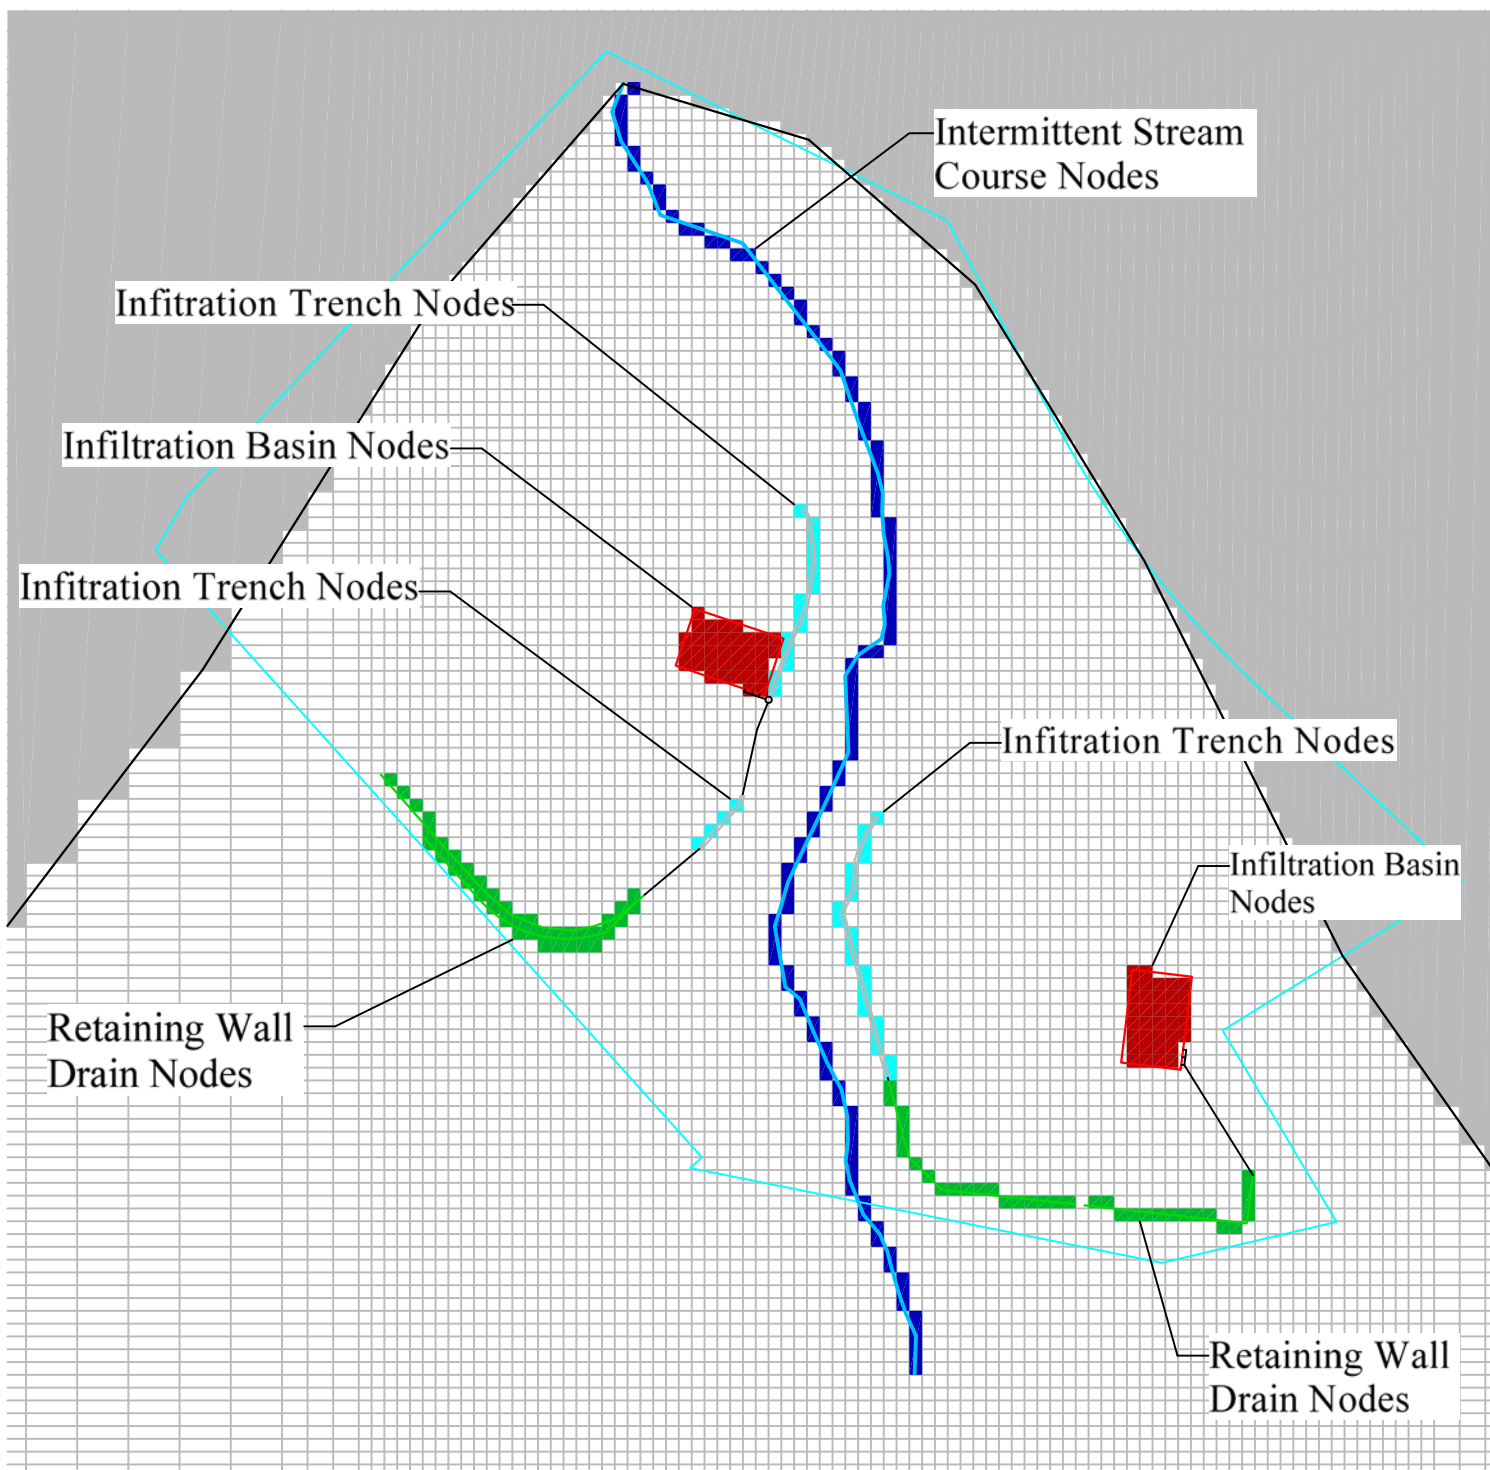 Intermittent Stream
Course Nodes
Infitration Trench Nodes
Infiltration Basin Nodes
Infitration Trench Nodes
Infitration Trench Nodes
Infiltration Basin
Nodes
Retaining Wall
Drain Nodes
Retaining Wall
Drain Nodes